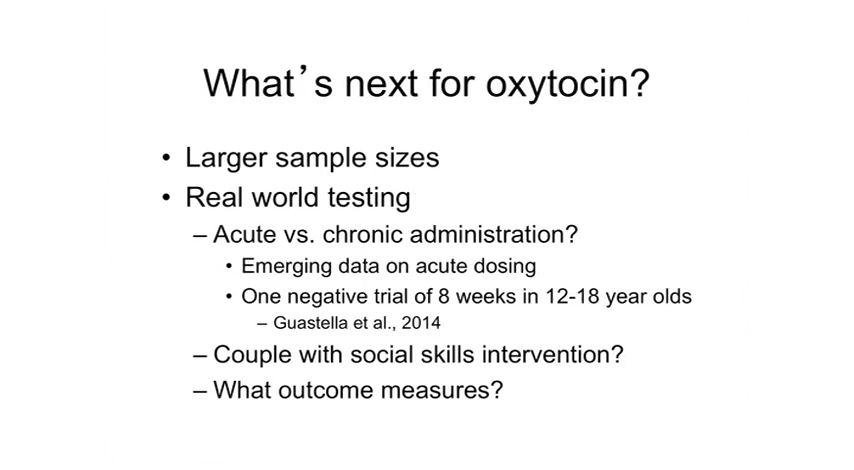 What's next for oxytocin?
• Larger sample sizes
• Real world testing
– Acute vs. chronic administration?
• Emerging data on acute dosing
• One negative trial of 8 weeks in 12-18 year olds
– Guastella et al., 2014
– Couple with social skills intervention?
– What outcome measures?